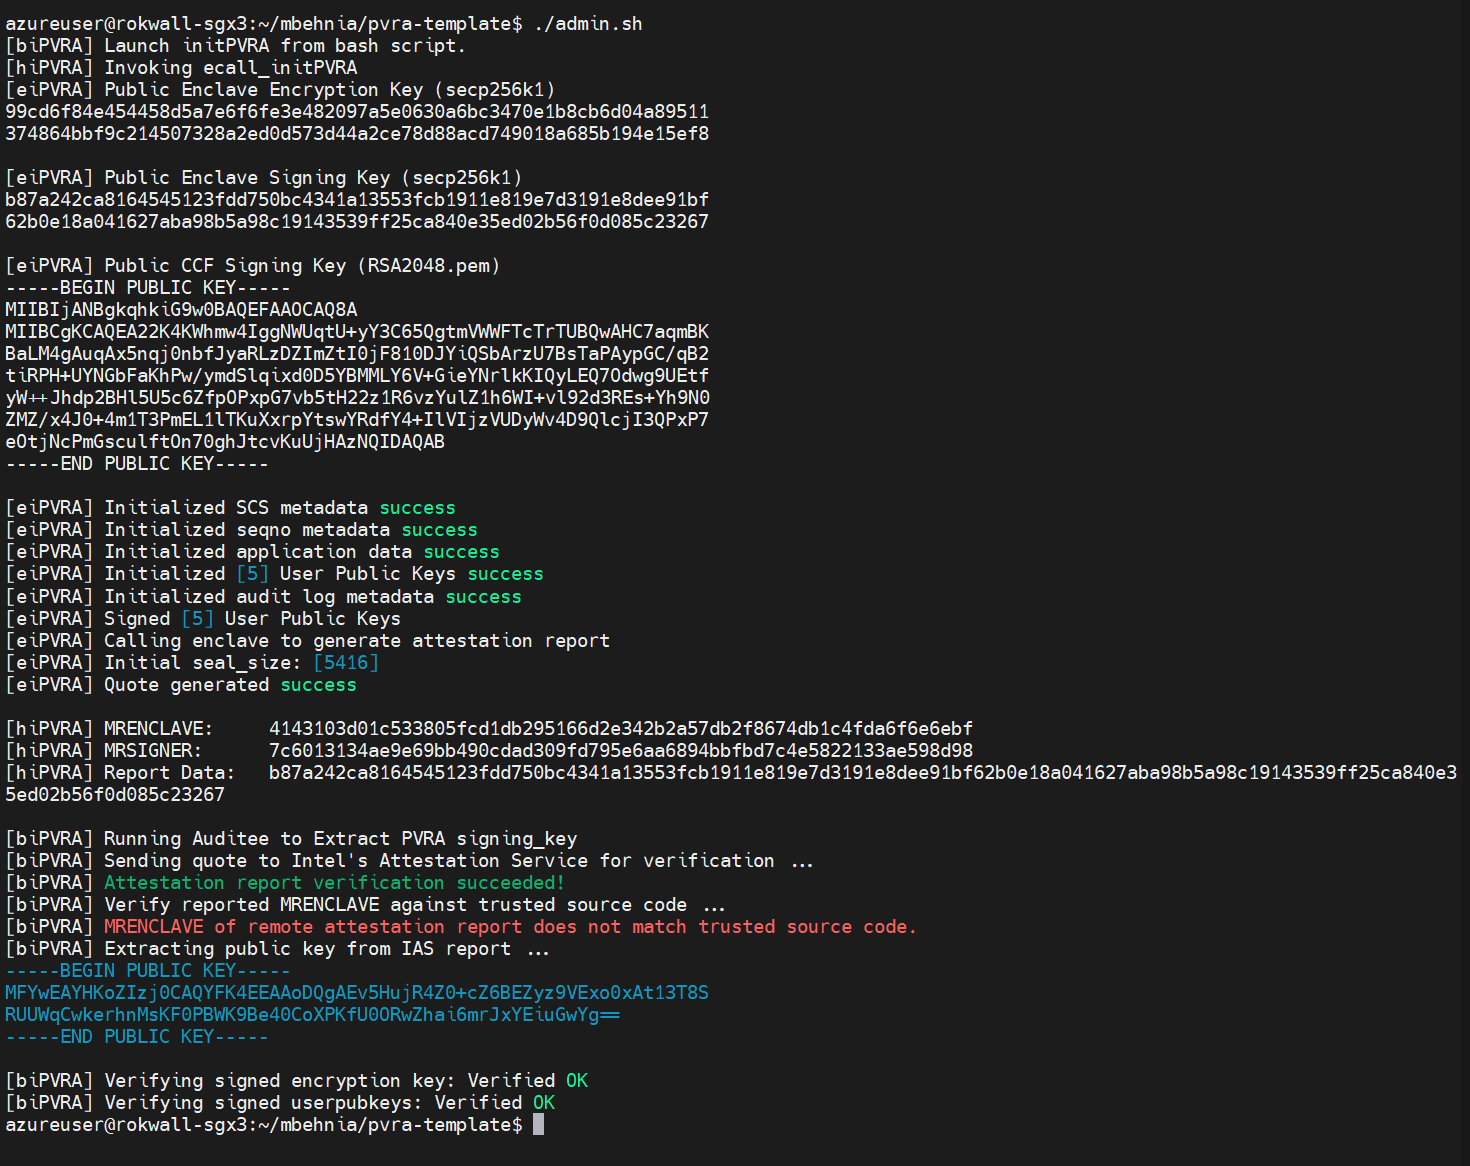 azureuser@rokwall-sgx3:~/mbehnia/pvra-template$ ./admin.sh
[biPVRA] Launch initPVRA from bash script.
[hiPVRA] Invoking ecall_initPVRA
[eiPVRA] Public Enclave Encryption Key (secp256k1)
99cd6f84e454458d5a7e6f6fe3e482097a5e0630a6bc3470e1b8cb6d04a89511
374864bbf9c214507328a2ed0d573d44a2ce78d88acd749018a685b194e15ef8
[eiPVRA] Public Enclave Signing Key (secp256k1)
b87a242ca8164545123fdd750bc4341a13553fcb1911e819e7d3191e8dee91bf
62b0e18a041627aba98b5a98c19143539ff25ca840e35ed02b56f0d085c23267
[eiPVRA] Public CCF Signing Key (RSA2048.pem)
-----BEGIN PUBLIC KEY-----
MIIBIjANBgkqhkiG9w0BAQEFAAOCAQ8A
MIIBCgKCAQEA22K4KWhmw4IggNWUqtU+yY3C65QgtmVWWFTcTrTUBQwAHC7aqmBK
BaLM4gAuqAx5nqj0nbfJyaRLzDZImZtI0jF810DJYiQSbArzU7BsTaPAypGC/qB2
tiRPH+UYNGbFaKhPw/ymdSlqixd0D5YBMMLY6V+GieYNrlkKIQyLEQ7Odwg9UEtf
yW++Jhdp2BHl5U5c6ZfpOPxpG7vb5tH22z1R6vzYulZ1h6WI+vl92d3REs+Yh9N0
ZMZ/x4J0+4m1T3PmEL1lTKuXxrpYtswYRdfY4+IlVIjzVUDyWv4D9QlcjI3QPxP7
eOtjNcPmGsculftOn70ghJtcvKuUjHAzNQIDAQAB
-----END PUBLIC KEY-----
[eiPVRA] Initialized SCS metadata success
[eiPVRA] Initialized seqno metadata success
[eiPVRA] Initialized application data success
[eiPVRA] Initialized [5] User Public Keys success
[eiPVRA] Initialized audit log metadata success
[eiPVRA] Signed [5] User Public Keys
[eiPVRA] Calling enclave to generate attestation report
[eiPVRA] Initial seal_size: [5416]
[eiPVRA] Quote generated success
[hiPVRA] MRENCLAVE: 4143103d01c533805fcd1db295166d2e342b2a57db2f8674db1c4fda6f6e6ebf
[hiPVRA] MRSIGNER: 7c6013134ae9e69bb490cdad309fd795e6aa6894bbfbd7c4e5822133ae598d98
[hiPVRA] Report Data: b87a242ca8164545123fdd750bc4341a13553fcb1911e819e7d3191e8dee91bf62b0e18a041627aba98b5a98c19143539ff25ca840e3
5ed02b56f0d085c23267
[biPVRA] Running Auditee to Extract PVRA signing_key
[biPVRA] Sending quote to Intel's Attestation Service for verification ...
[biPVRA] Attestation report verification succeeded!
[biPVRA] Verify reported MRENCLAVE against trusted source code ...
[biPVRA] MRENCLAVE of remote attestation report does not match trusted source code.
[biPVRA] Extracting public key from IAS report ...
-----BEGIN PUBLIC KEY-----
MFYwEAYHKoZIzj0CAQYFK4EEAAoDQgAEv5HujR4Z0+cZ6BEZyz9VExo0xAt13T8S
RUUWqCwkerhnMsKF0PBWK9Be40CoXPKfU0ORwZhai6mrJxYEiuGwYg==
-----END PUBLIC KEY-----
[biPVRA] Verifying signed encryption key: Verified OK
[biPVRA] Verifying signed userpubkeys: Verified OK
azureuser@rokwall-sgx3:~/mbehnia/pvra-template$